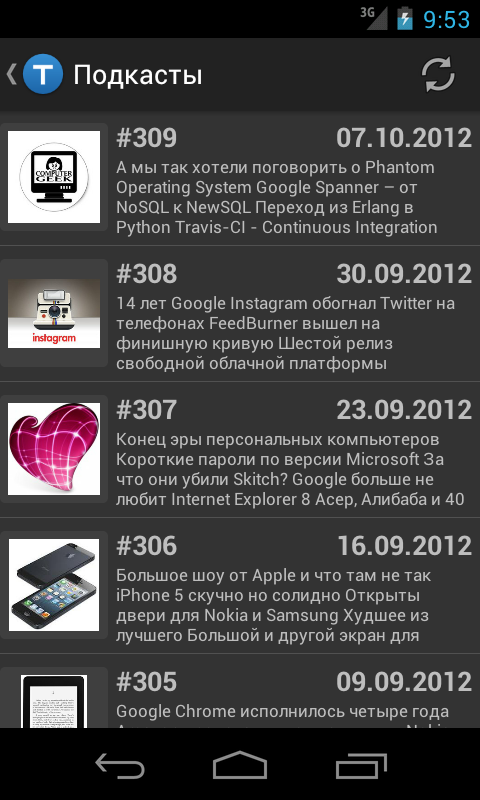 3G 9:53
T Подкасты
#309 07.10.2012
COMPUTER
GEEK
А мы так хотели поговорить о Phantom
Operating System Google Spanner – от
NoSQL к NewSQL Переход из Erlang в
Python Travis-CI - Continuous Integration
#308 30.09.2012
instagram
14 лет Google Instagram обогнал Twitter на
телефонах FeedBurner вышел на
финишную кривую Шестой релиз
свободной облачной платформы
#307 23.09.2012
Конец эры персональных компьютеров
Короткие пароли по версии Microsoft За
что они убили Skitch? Google больше не
любит Internet Explorer 8 Асер, Алибаба и 40
#306 16.09.2012
Большое шоу от Apple и что там не так
iPhone 5 скучно но солидно Открыты
двери для Nokia и Samsung Худшее из
лучшего Большой и другой экран для
#305 09.09.2012
Google Chrome исполнилось четыре года